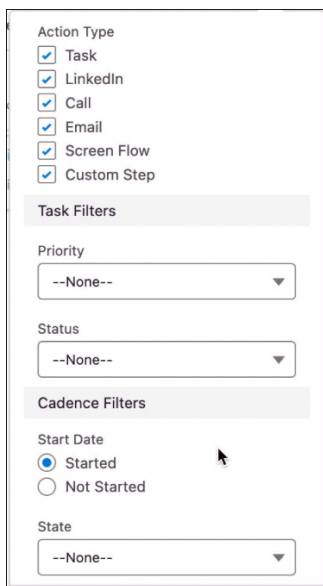 Action Type
Task
LinkedIn
Call
Email
Screen Flow
Custom Step
Task Filters
Priority
--None--
Status
--None--
Cadence Filters
Start Date
Started
Not Started
State
--None--